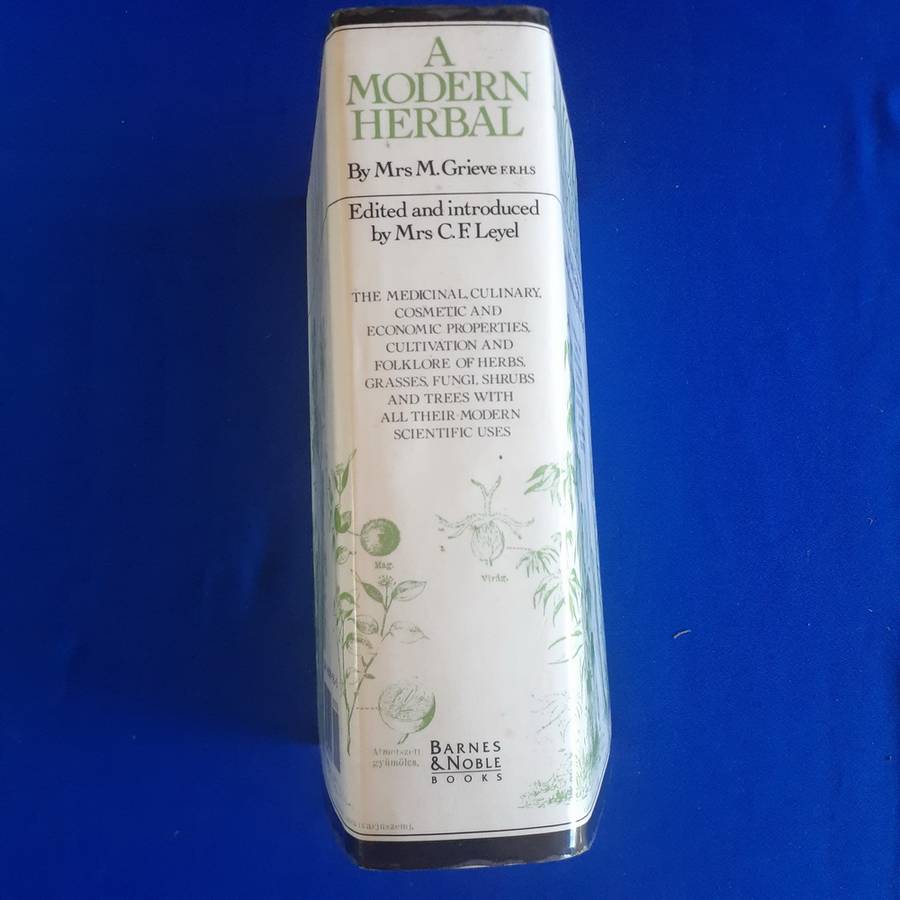 A
MODERN
HERBAL
By Mrs M. Grieve F.R.H.S
Edited and introduced
by Mrs C.F. Leyel
THE MEDICINAL, CULINARY,
COSMETIC AND
ECONOMIC PROPERTIES,
CULTIVATION AND
FOLKLORE OF HERBS,
GRASSES, FUNGI, SHRUBS
AND TREES WITH
ALL THEIR MODERN
SCIENTIFIC USES
Mag.
Virág.
Átmetszett
gyümölcs.
BARNES
& NOBLE
BOOKS